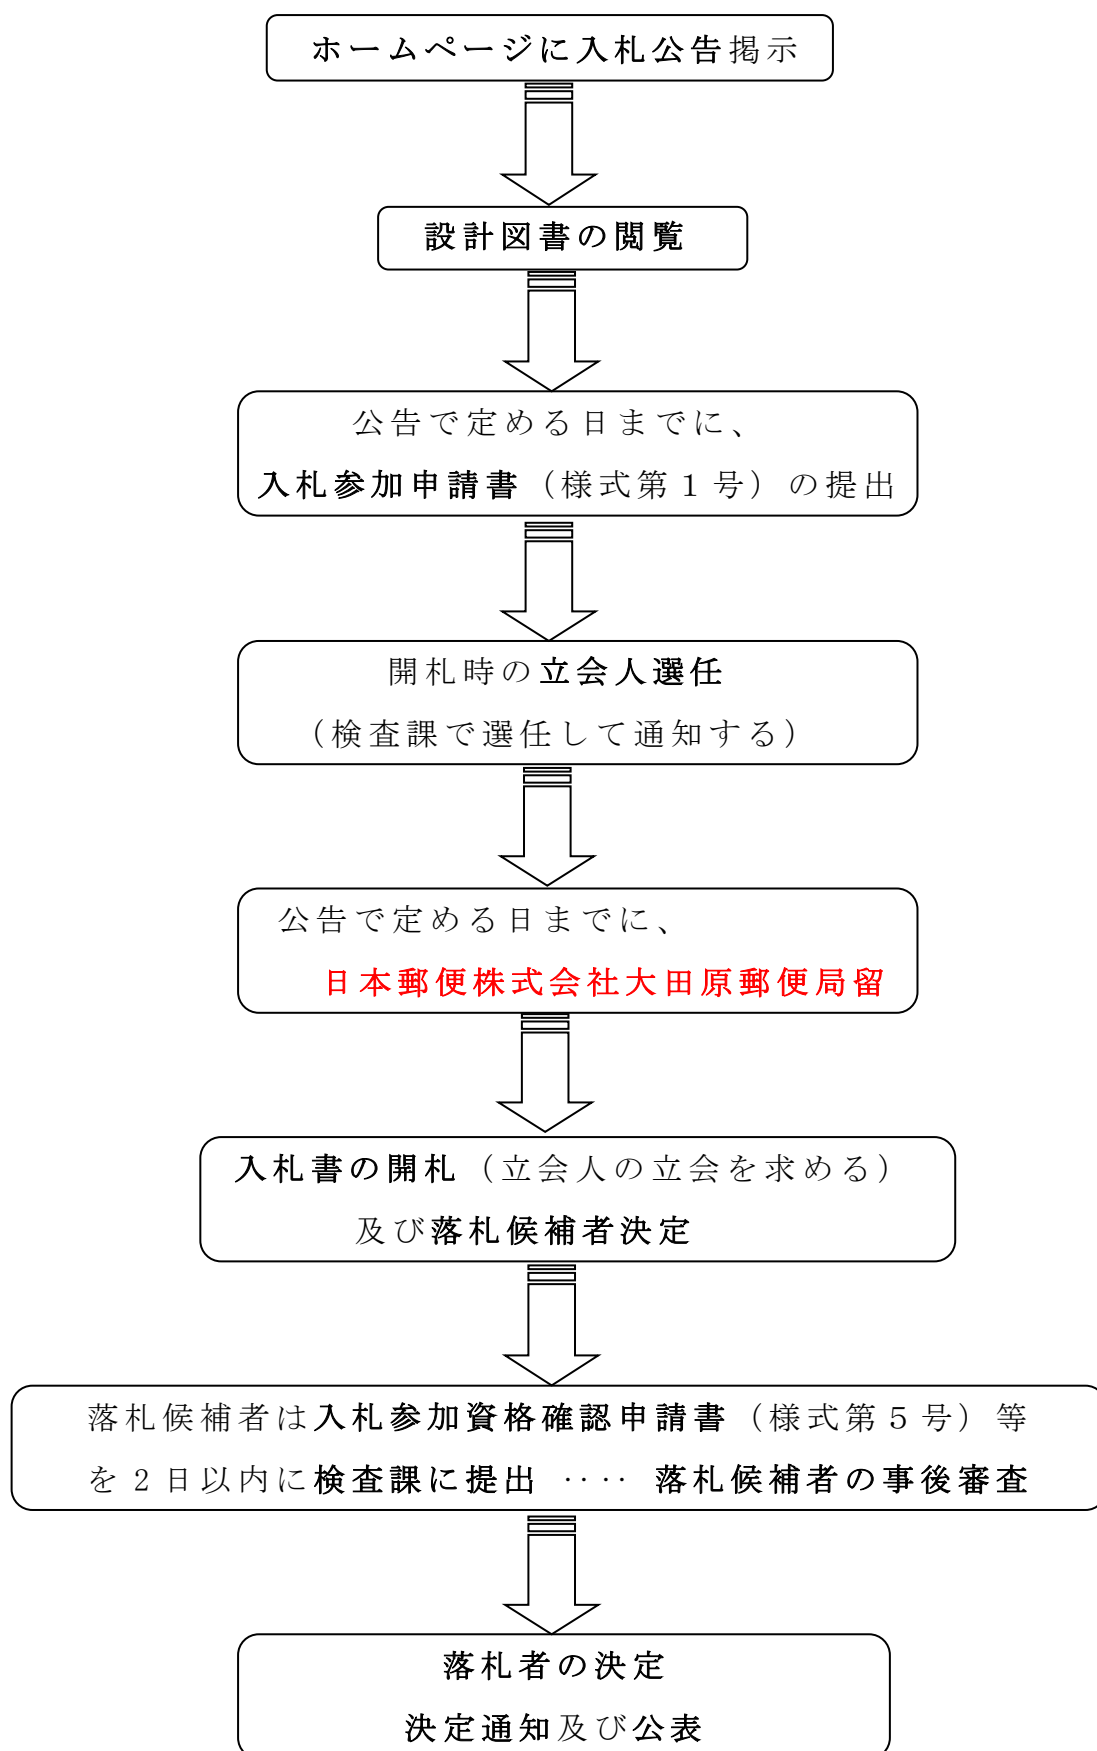 ホームページに入札公告掲示
設計図書の閲覧
公告で定める日までに、
入札参加申請書（様式第１号）の提出
開札時の立会人選任
（検査課で選任して通知する）
公告で定める日までに、
日本郵便株式会社大田原郵便局留
入札書の開札（立会人の立会を求める）
及び落札候補者決定
落札候補者は入札参加資格確認申請書（様式第５号）等
を２日以内に検査課に提出 ‥‥ 落札候補者の事後審査
落札者の決定
決定通知及び公表